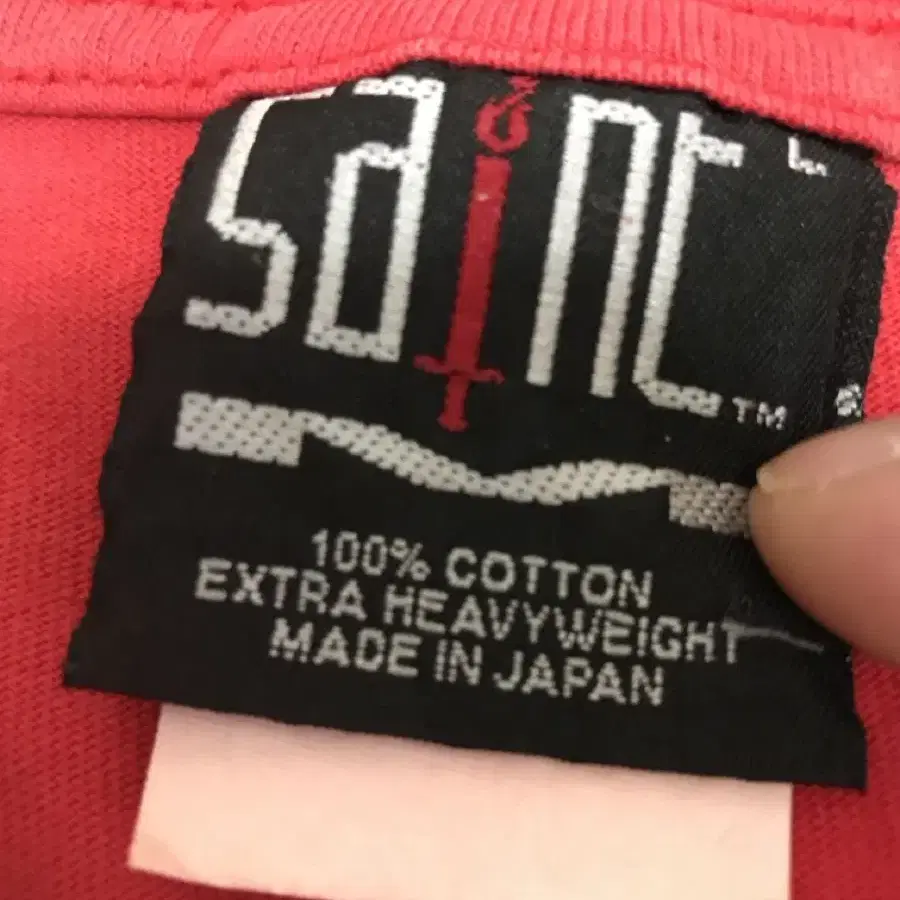 saint L
TM
100% COTTON
EXTRA HEAVYWEIGHT
MADE IN JAPAN